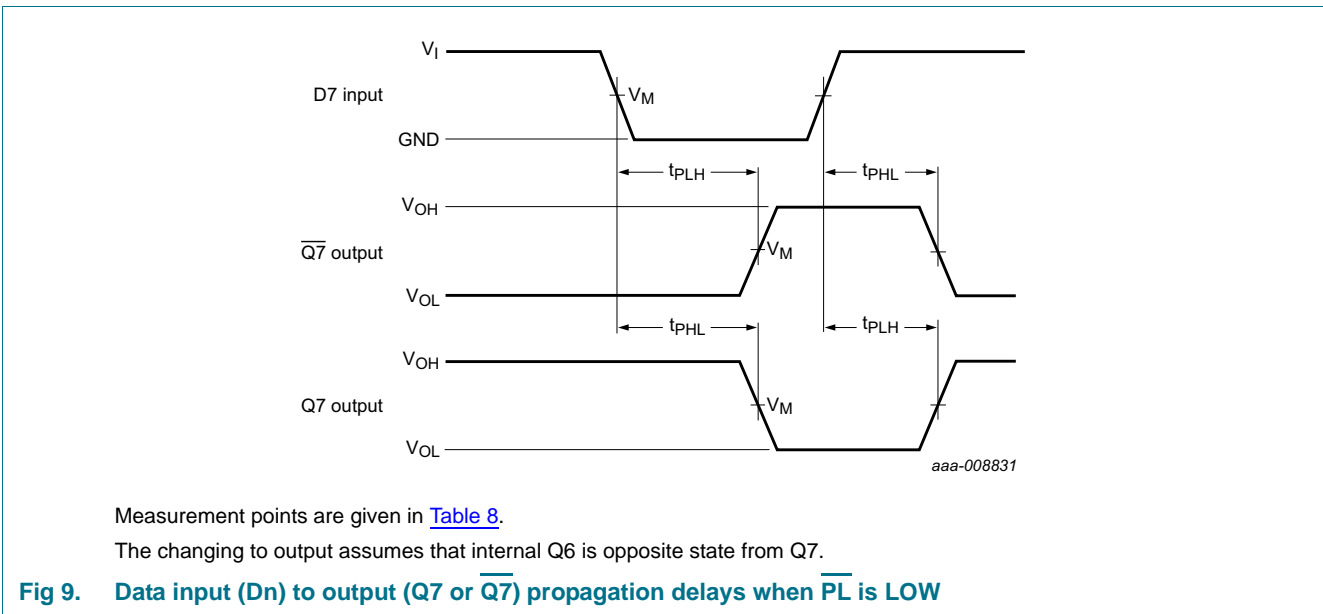 V_I
D7 input
V_M
GND
t_PLH t_PHL
V_OH
Q̅7̅ output
V_M
V_OL
t_PHL t_PLH
V_OH
Q7 output
V_M
V_OL
aaa-008831
Measurement points are given in Table 8.
The changing to output assumes that internal Q6 is opposite state from Q7.
Fig 9. Data input (Dn) to output (Q7 or Q̅7̅) propagation delays when P̅L̅ is LOW